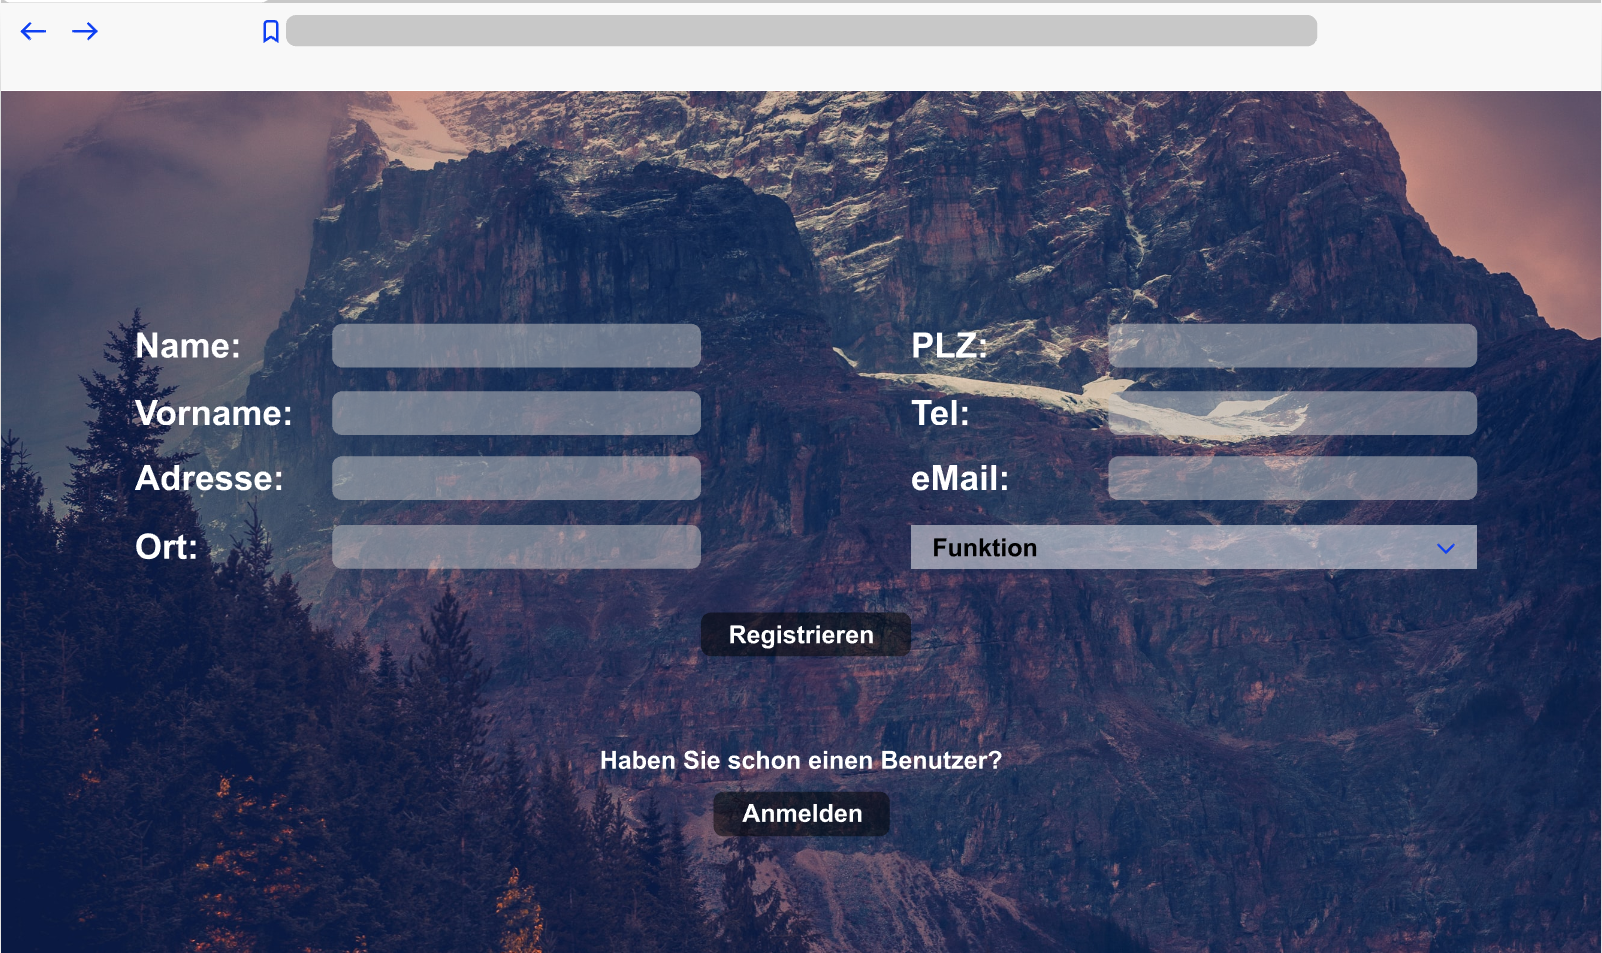 Name:
Vorname:
Adresse:
Ort:
PLZ:
Tel:
eMail:
Funktion
Registrieren
Haben Sie schon einen Benutzer?
Anmelden